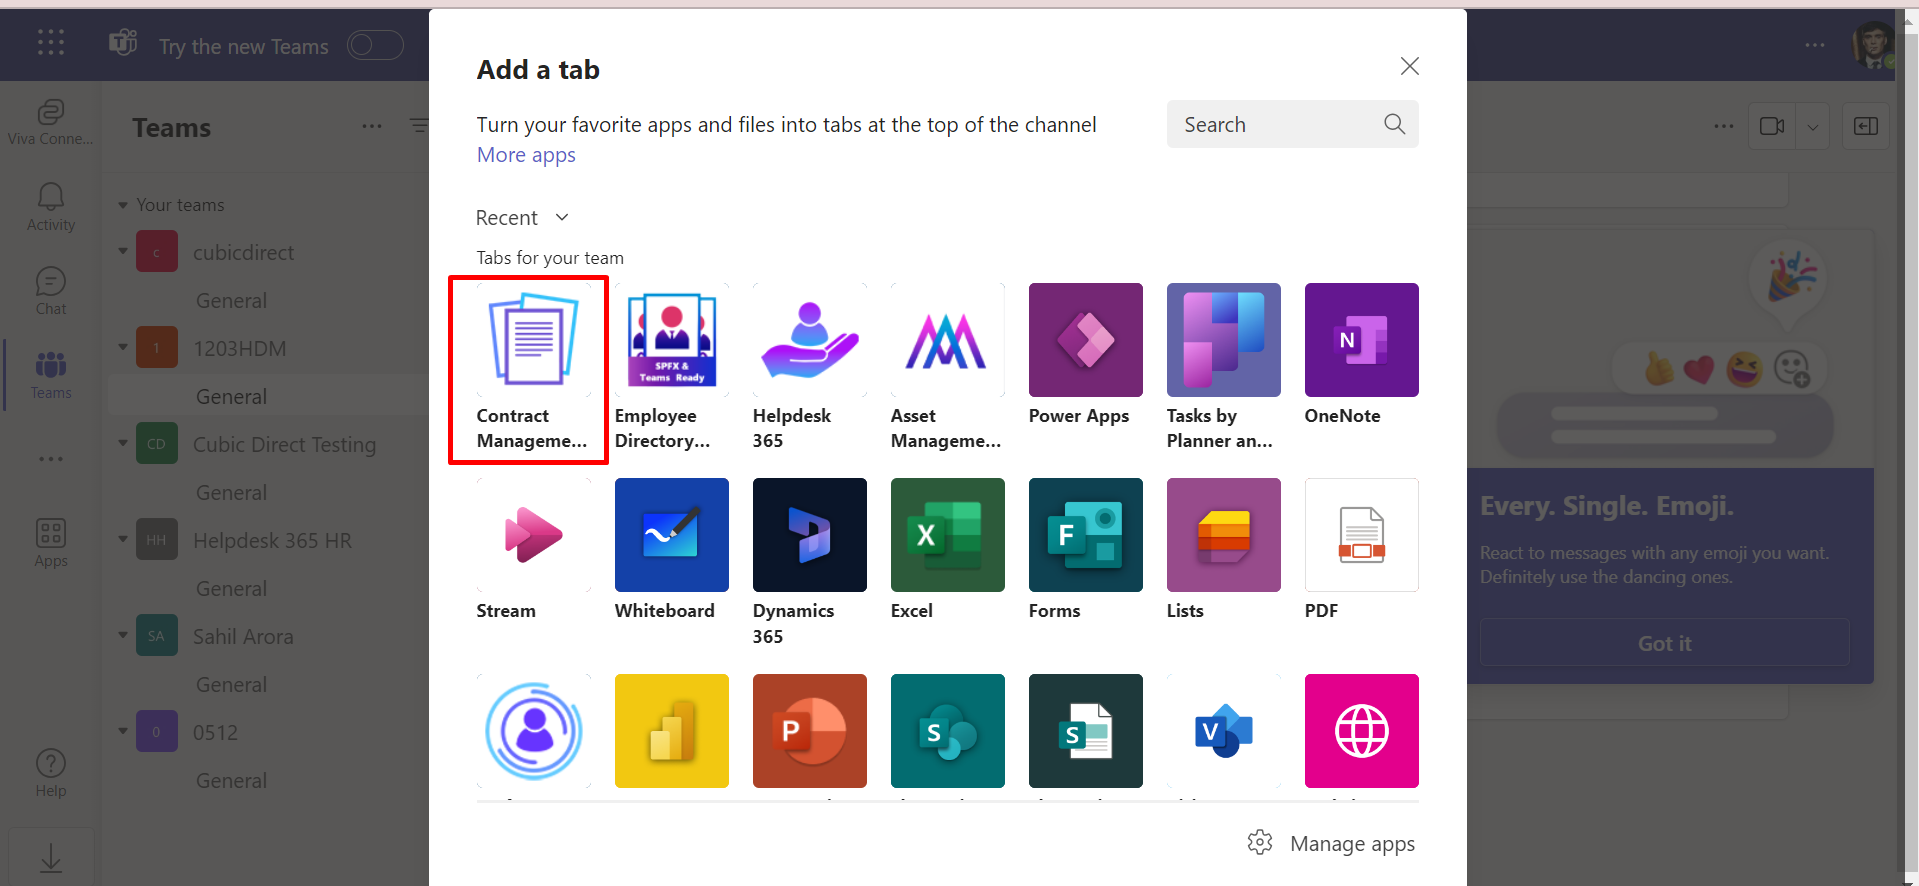 Try the new Teams
Viva Conne...
Activity
Chat
Teams
Apps
Help
Teams
Your teams
c
cubicdirect
General
1
1203HDM
General
CD
Cubic Direct Testing
General
HH
Helpdesk 365 HR
General
SA
Sahil Arora
General
0
0512
General
Add a tab
Turn your favorite apps and files into tabs at the top of the channel
More apps
Search
Recent
Tabs for your team
SPFX &
Teams Ready
N
Contract
Manageme...
Employee
Directory...
Helpdesk
365
Asset
Manageme...
Power Apps
Tasks by
Planner an...
OneNote
X
F
Stream
Whiteboard
Dynamics
365
Excel
Forms
Lists
PDF
P
S
S
V
Manage apps
Every. Single. Emoji.
React to messages with any emoji you want.
Definitely use the dancing ones.
Got it